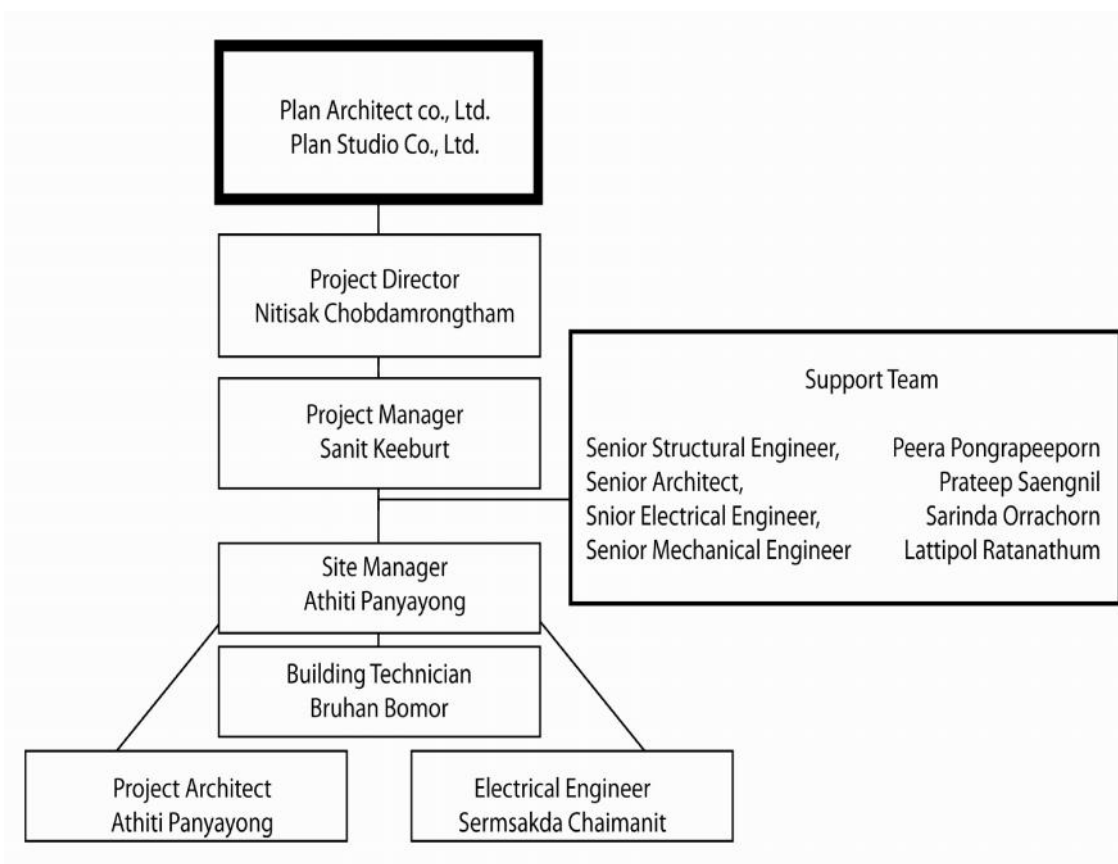 Plan Architect co., Ltd.
Plan Studio Co., Ltd.
Project Director
Nitisak Chobdamrongtham
Project Manager
Sanit Keeburt
Support Team
Senior Structural Engineer, Peera Pongrapeeporn
Senior Architect, Prateep Saengnil
Snior Electrical Engineer, Sarinda Orrachorn
Senior Mechanical Engineer Lattipol Ratanathum
Site Manager
Athiti Panyayong
Building Technician
Bruhan Bomor
Project Architect
Athiti Panyayong
Electrical Engineer
Sermsakda Chaimanit